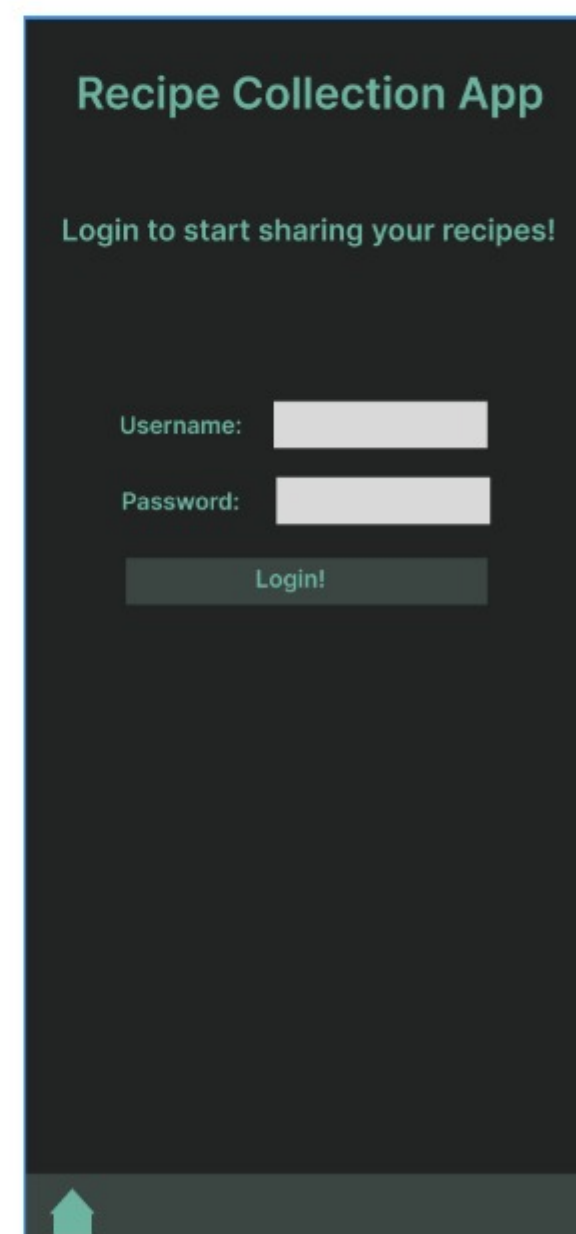 Recipe Collection App
Login to start sharing your recipes!
Username:
Password:
Login!